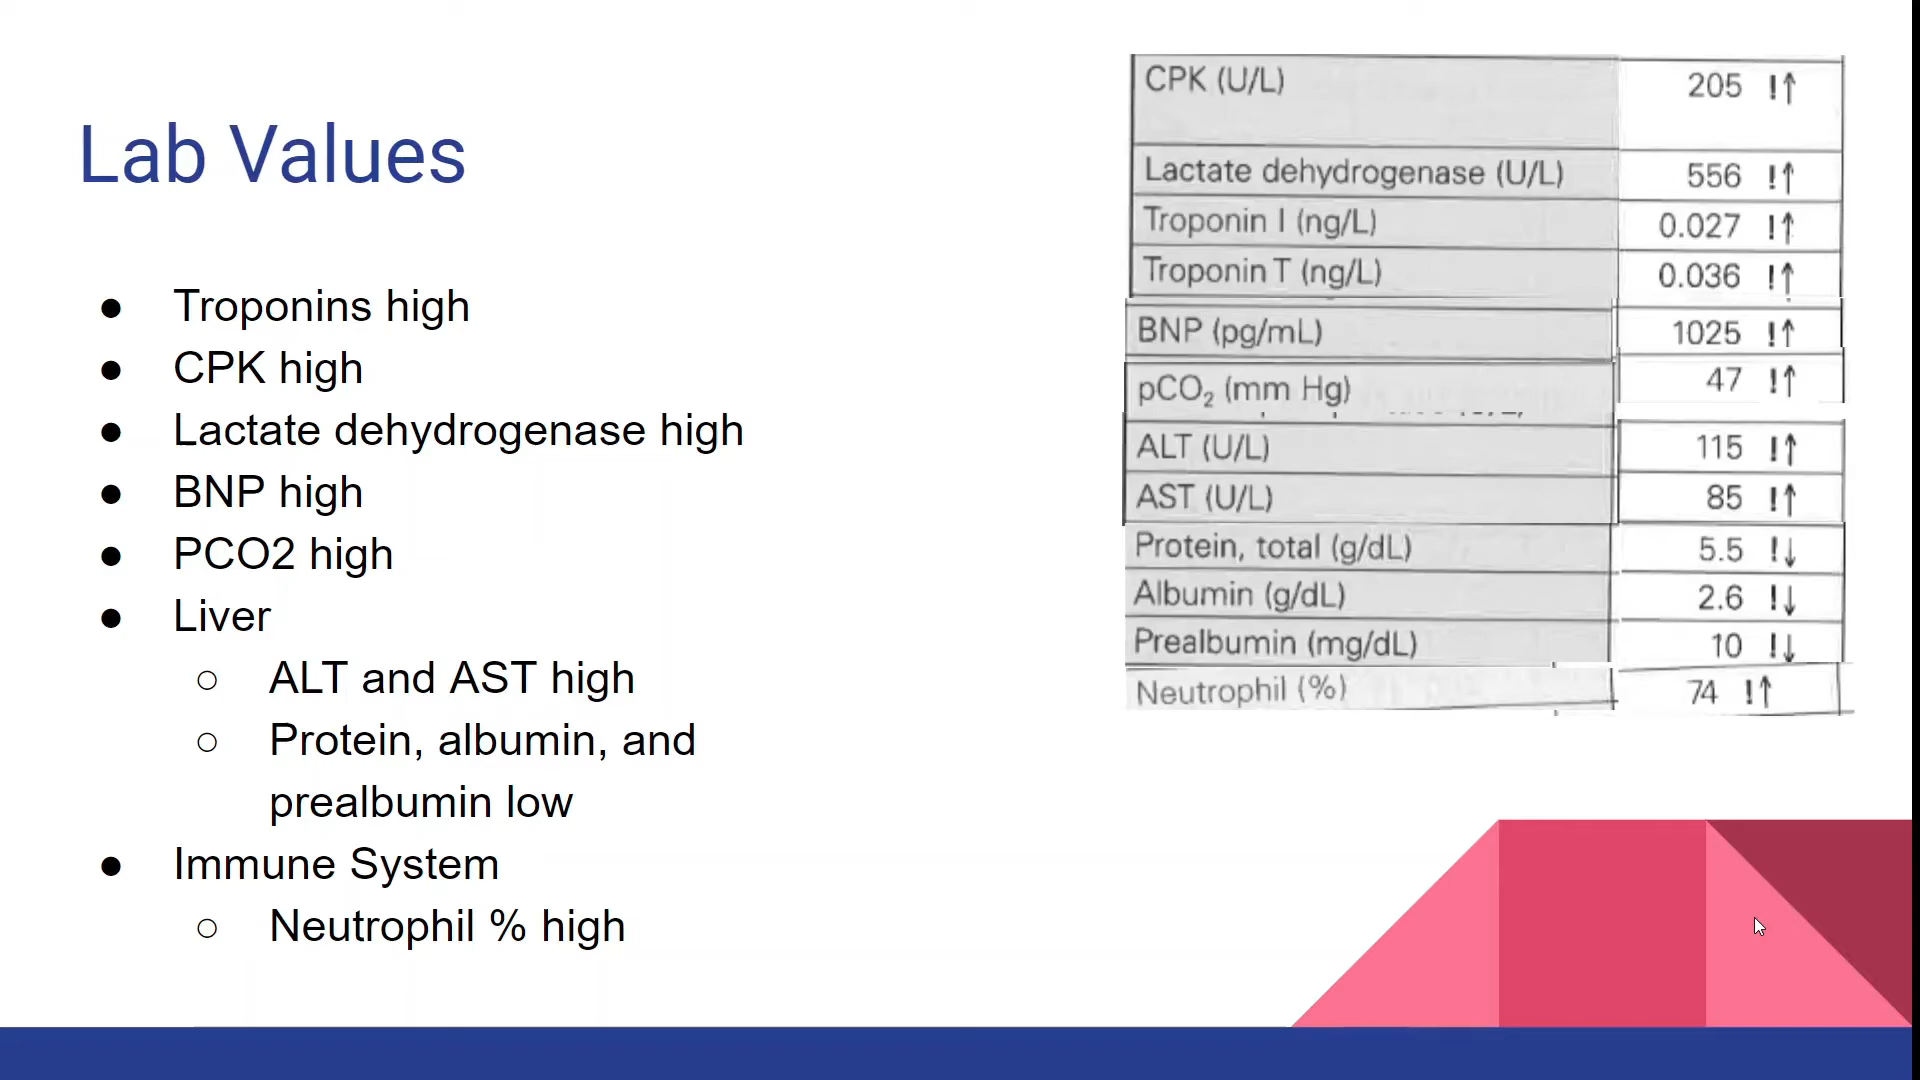 Lab Values
● Troponins high
● CPK high
● Lactate dehydrogenase high
● BNP high
● PCO2 high
● Liver
○ ALT and AST high
○ Protein, albumin, and
prealbumin low
● Immune System
○ Neutrophil % high
CPK (U/L) 205 !↑
Lactate dehydrogenase (U/L) 556 !↑
Troponin I (ng/L) 0.027 !↑
Troponin T (ng/L) 0.036 !↑
BNP (pg/mL) 1025 !↑
pCO₂ (mm Hg) 47 !↑
ALT (U/L) 115 !↑
AST (U/L) 85 !↑
Protein, total (g/dL) 5.5 !↓
Albumin (g/dL) 2.6 !↓
Prealbumin (mg/dL) 10 !↓
Neutrophil (%) 74 !↑